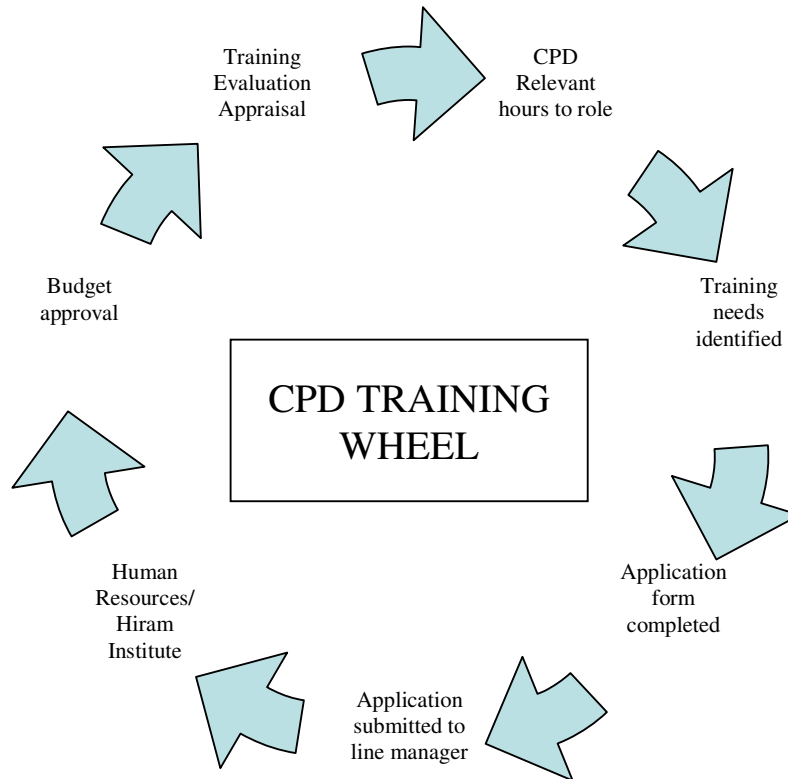 Training
Evaluation
Appraisal
CPD
Relevant
hours to role
Training
needs
identified
Application
form
completed
Application
submitted to
line manager
Human
Resources/
Hiram
Institute
Budget
approval
CPD TRAINING
WHEEL